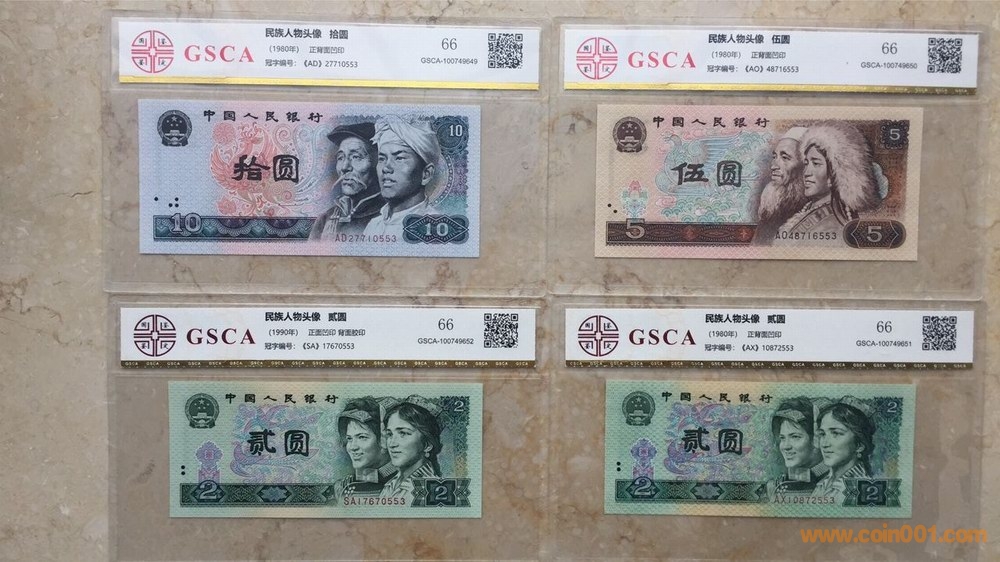 GSCA
民族人物头像 拾圆
(1980年) 正背面凹印
冠字编号: 《AD》27710553
66
GSCA-100749649
中国人民银行
10
拾圆
10
AD27710553
10
GSCA
民族人物头像 伍圆
(1980年) 正背面凹印
冠字编号: 《AO》48716553
66
GSCA-100749650
中国人民银行
5
伍圆
5
AO48716553
5
GSCA
民族人物头像 贰圆
(1990年) 正面凹印 背面胶印
冠字编号: 《SA》17670553
66
GSCA-100749652
中国人民银行
2
贰圆
2
SA17670553
2
GSCA
民族人物头像 贰圆
(1980年) 正背面凹印
冠字编号: 《AX》10872553
66
GSCA-100749651
中国人民银行
2
贰圆
2
AX10872553
2
www.coin001.com